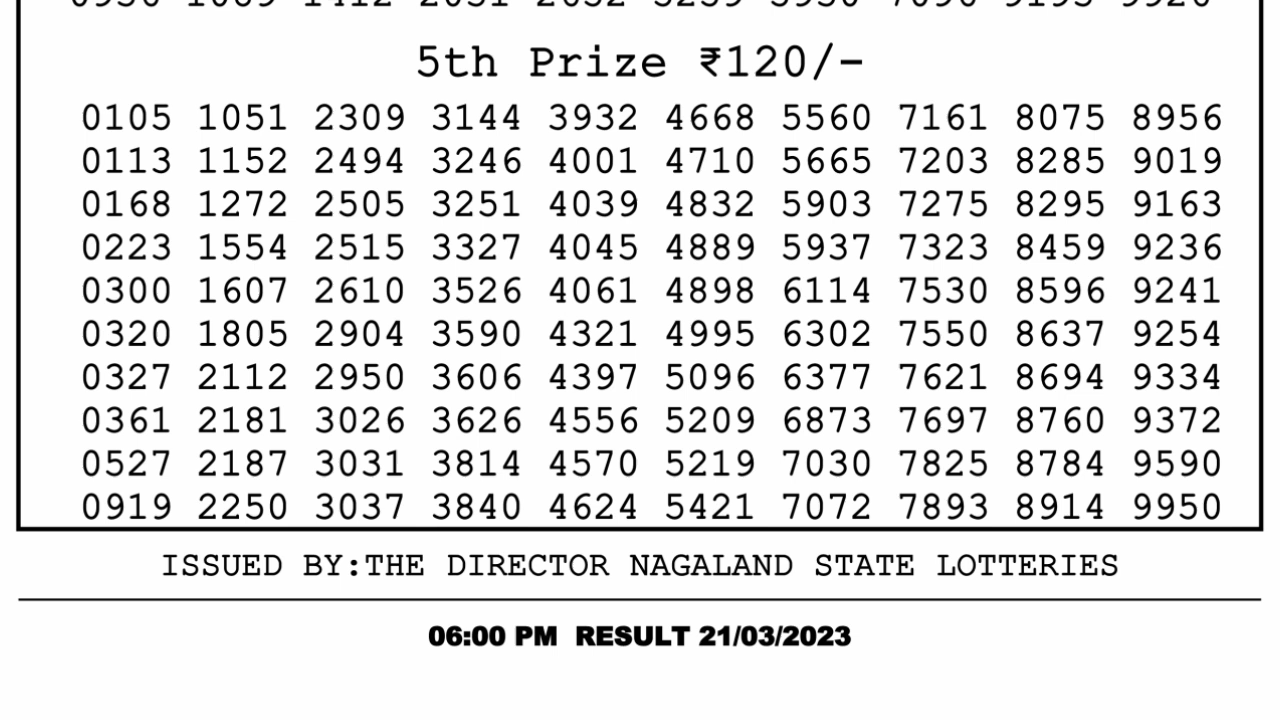 5th Prize ₹120/-
0105 1051 2309 3144 3932 4668 5560 7161 8075 8956
0113 1152 2494 3246 4001 4710 5665 7203 8285 9019
0168 1272 2505 3251 4039 4832 5903 7275 8295 9163
0223 1554 2515 3327 4045 4889 5937 7323 8459 9236
0300 1607 2610 3526 4061 4898 6114 7530 8596 9241
0320 1805 2904 3590 4321 4995 6302 7550 8637 9254
0327 2112 2950 3606 4397 5096 6377 7621 8694 9334
0361 2181 3026 3626 4556 5209 6873 7697 8760 9372
0527 2187 3031 3814 4570 5219 7030 7825 8784 9590
0919 2250 3037 3840 4624 5421 7072 7893 8914 9950
ISSUED BY:THE DIRECTOR NAGALAND STATE LOTTERIES
06:00 PM RESULT 21/03/2023